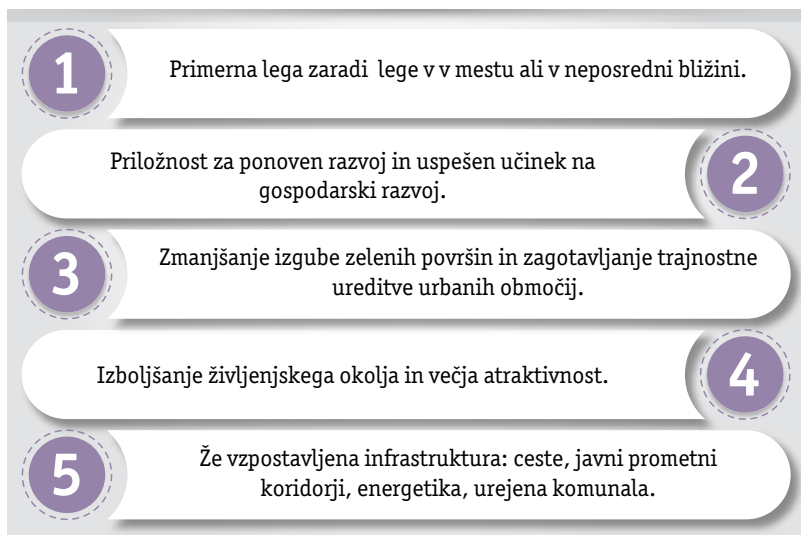 1
Primerna lega zaradi lege v v mestu ali v neposredni bližini.
Priložnost za ponoven razvoj in uspešen učinek na
gospodarski razvoj.
2
3
Zmanjšanje izgube zelenih površin in zagotavljanje trajnostne
ureditve urbanih območij.
Izboljšanje življenjskega okolja in večja atraktivnost.
4
5
Že vzpostavljena infrastruktura: ceste, javni prometni
koridorji, energetika, urejena komunala.